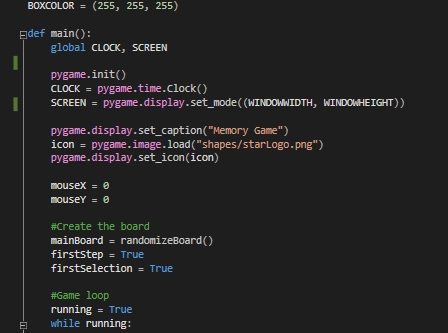 BOXCOLOR = (255, 255, 255)
def main():
global CLOCK, SCREEN
pygame.init()
CLOCK = pygame.time.Clock()
SCREEN = pygame.display.set_mode((WINDOWWIDTH, WINDOWHEIGHT))
pygame.display.set_caption("Memory Game")
icon = pygame.image.load("shapes/starLogo.png")
pygame.display.set_icon(icon)
mouseX = 0
mouseY = 0
#Create the board
mainBoard = randomizeBoard()
firstStep = True
firstSelection = True
#Game loop
running = True
while running: